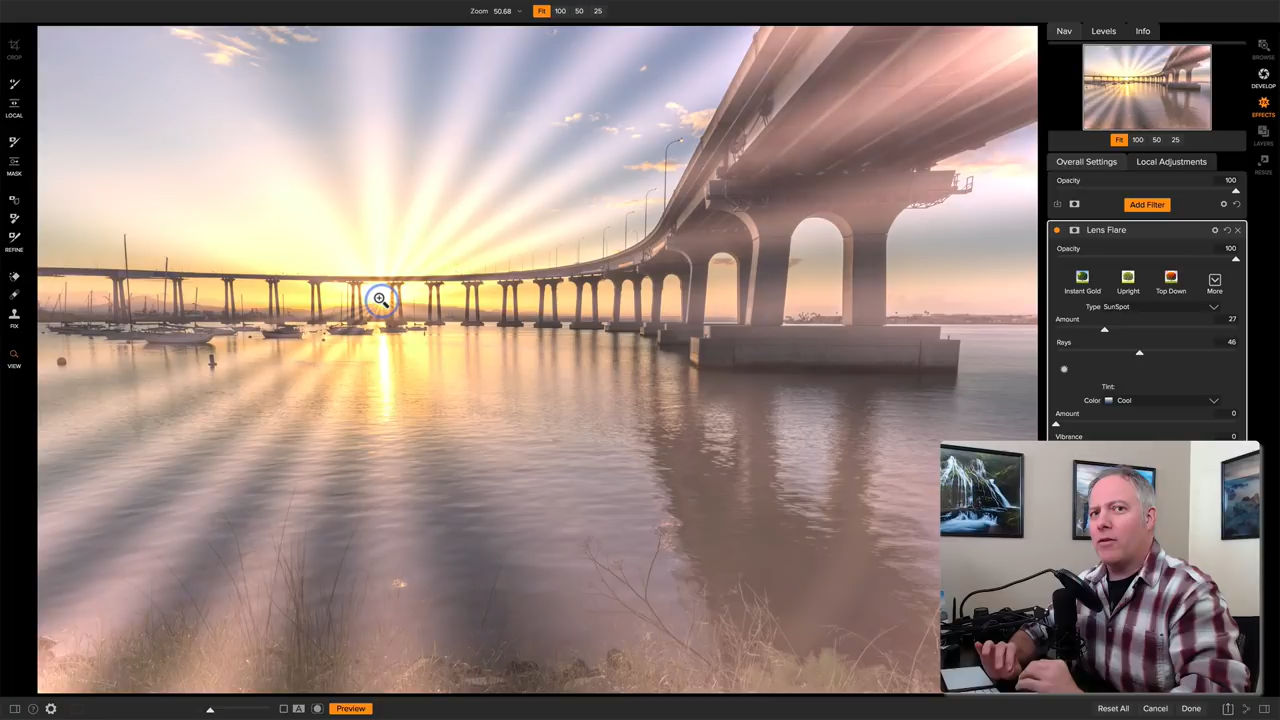 Zoom 50.68 Fit 100 50 25
Nav Levels Info
CROP
LOCAL
MASK
REFINE
FIX
VIEW
BROWSE
DEVELOP
EFFECTS
LAYERS
RESIZE
Fit 100 50 25
Overall Settings Local Adjustments
Opacity 100
Add Filter
Lens Flare
Opacity 100
Instant Gold Upright Top Down More
Type SunSpot
Amount 27
Rays 46
Tint:
Color Cool
Amount 0
Vibrance 0
? A Preview
Reset All Cancel Done